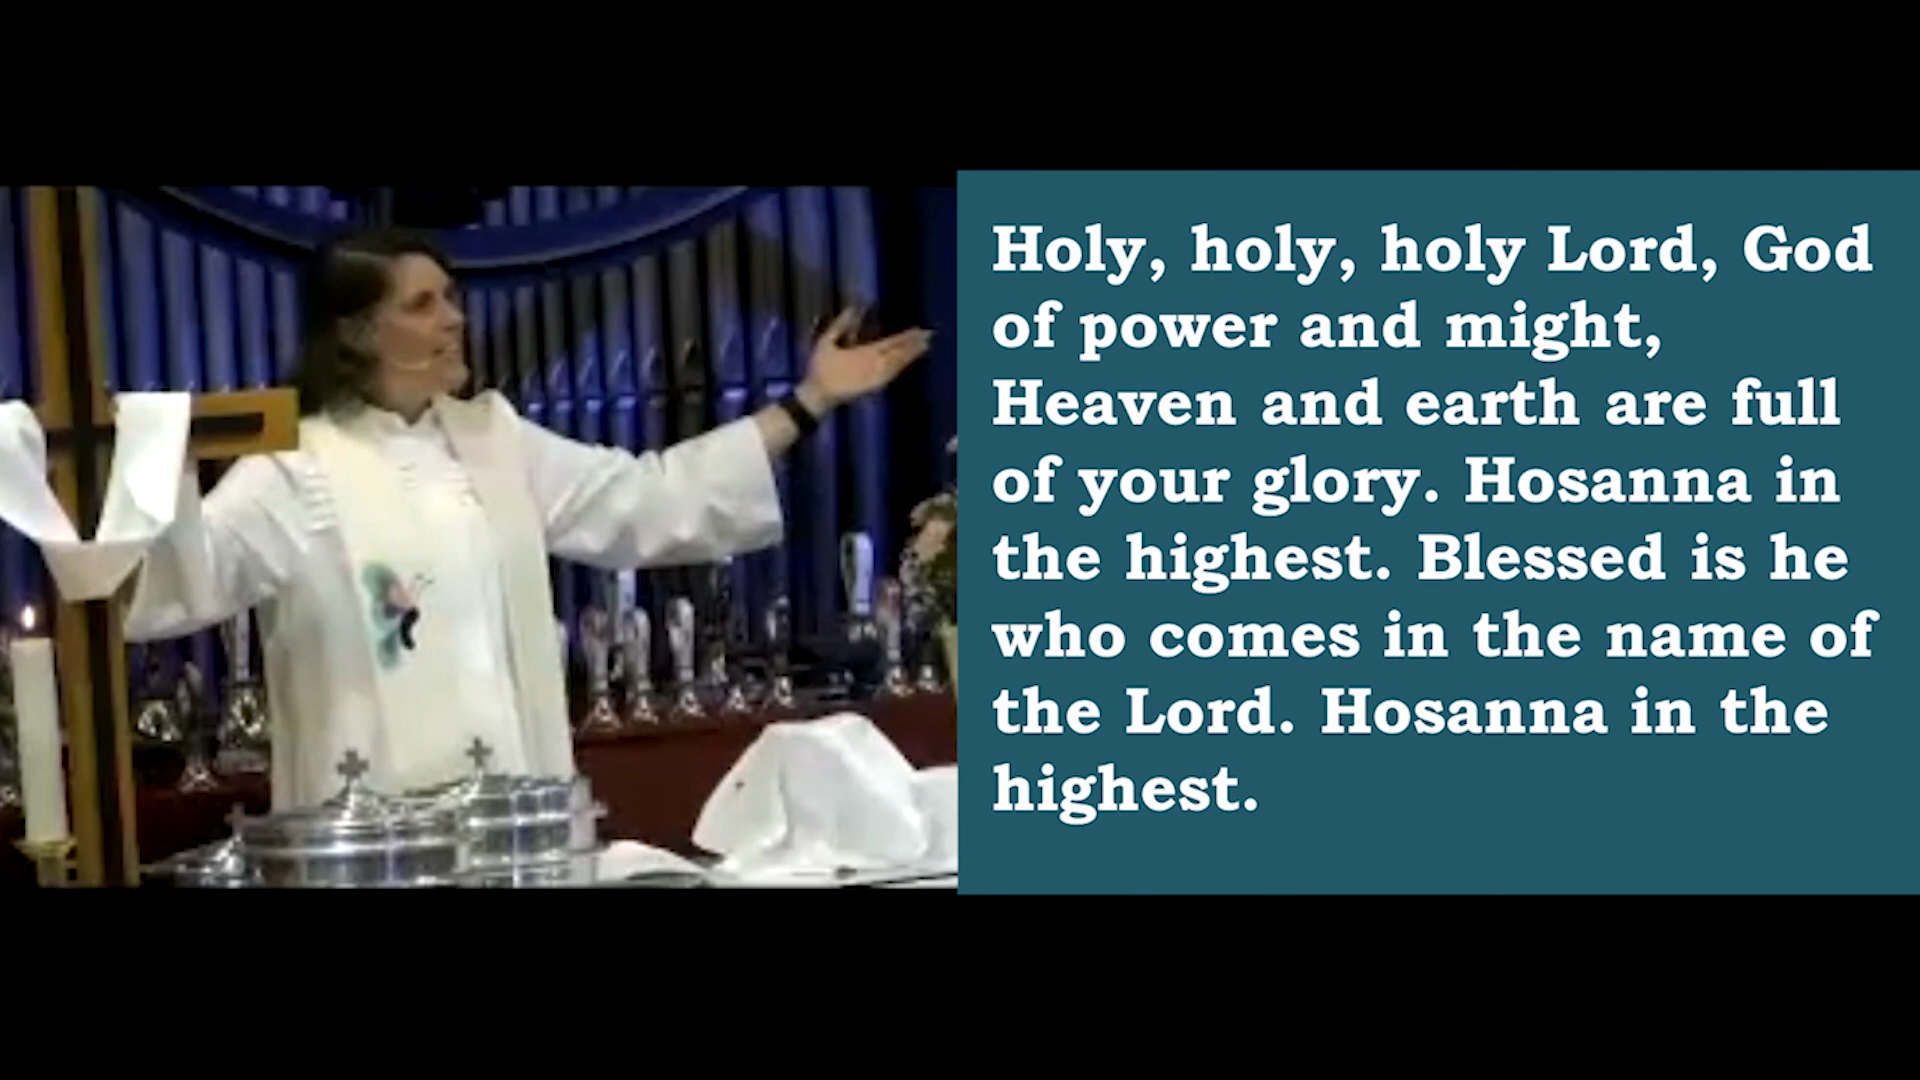 Holy, holy, holy Lord, God
of power and might,
Heaven and earth are full
of your glory. Hosanna in
the highest. Blessed is he
who comes in the name of
the Lord. Hosanna in the
highest.